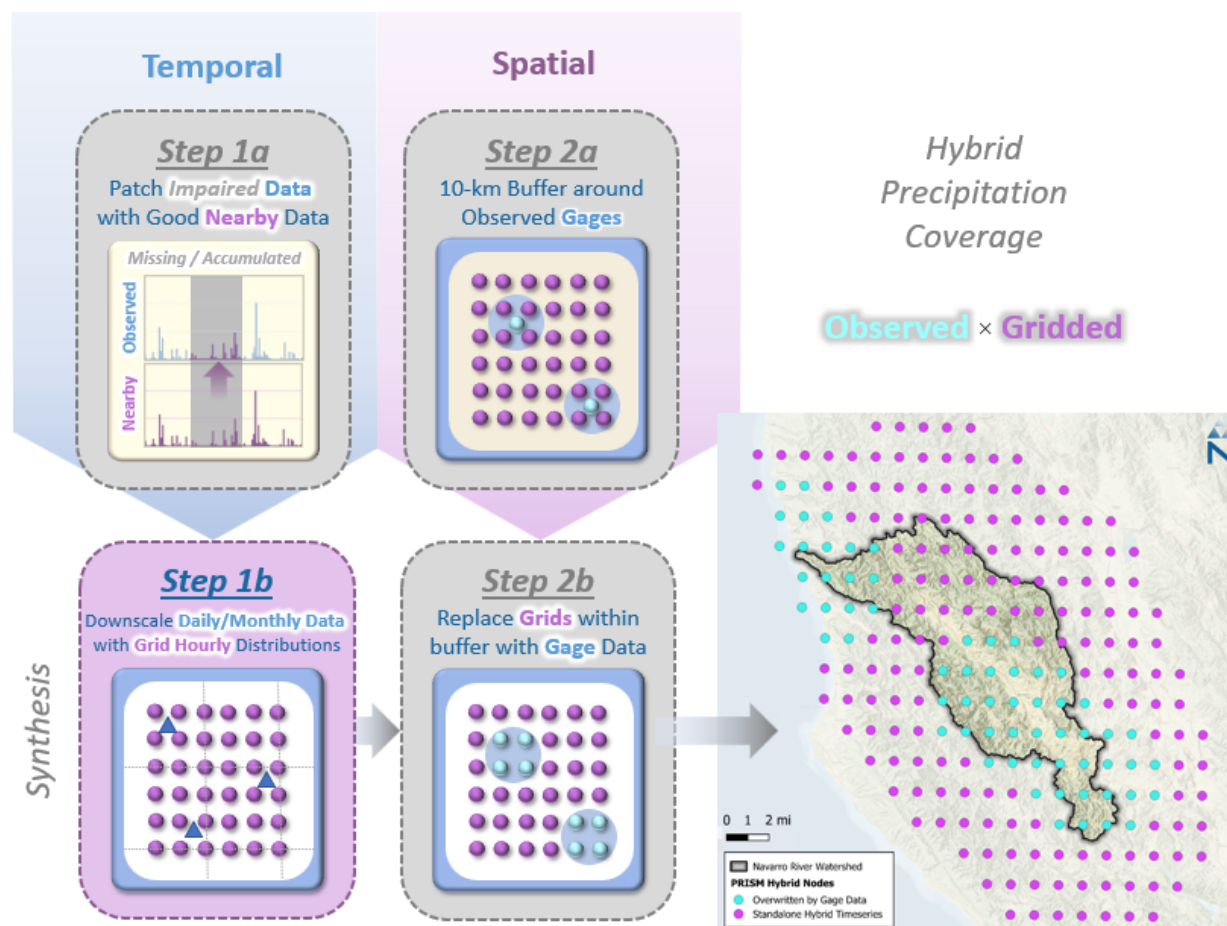 Temporal
Spatial
Step 1a
Patch Impaired Data
with Good Nearby Data
Missing / Accumulated
Observed
Nearby
Step 2a
10-km Buffer around
Observed Gages
Hybrid
Precipitation
Coverage
Observed × Gridded
Synthesis
Step 1b
Downscale Daily/Monthly Data
with Grid Hourly Distributions
Step 2b
Replace Grids within
buffer with Gage Data
N
0 1 2 mi
Navarro River Watershed
PRISM Hybrid Nodes
Overwritten by Gage Data
Standalone Hybrid Timeseries